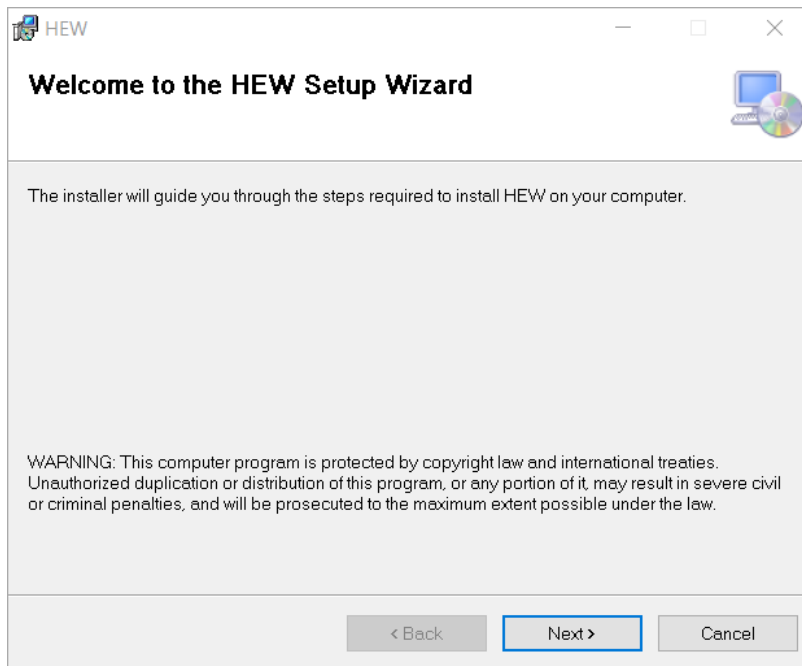 HEW
Welcome to the HEW Setup Wizard
The installer will guide you through the steps required to install HEW on your computer.
WARNING: This computer program is protected by copyright law and international treaties.
Unauthorized duplication or distribution of this program, or any portion of it, may result in severe civil
or criminal penalties, and will be prosecuted to the maximum extent possible under the law.
< Back
Next >
Cancel